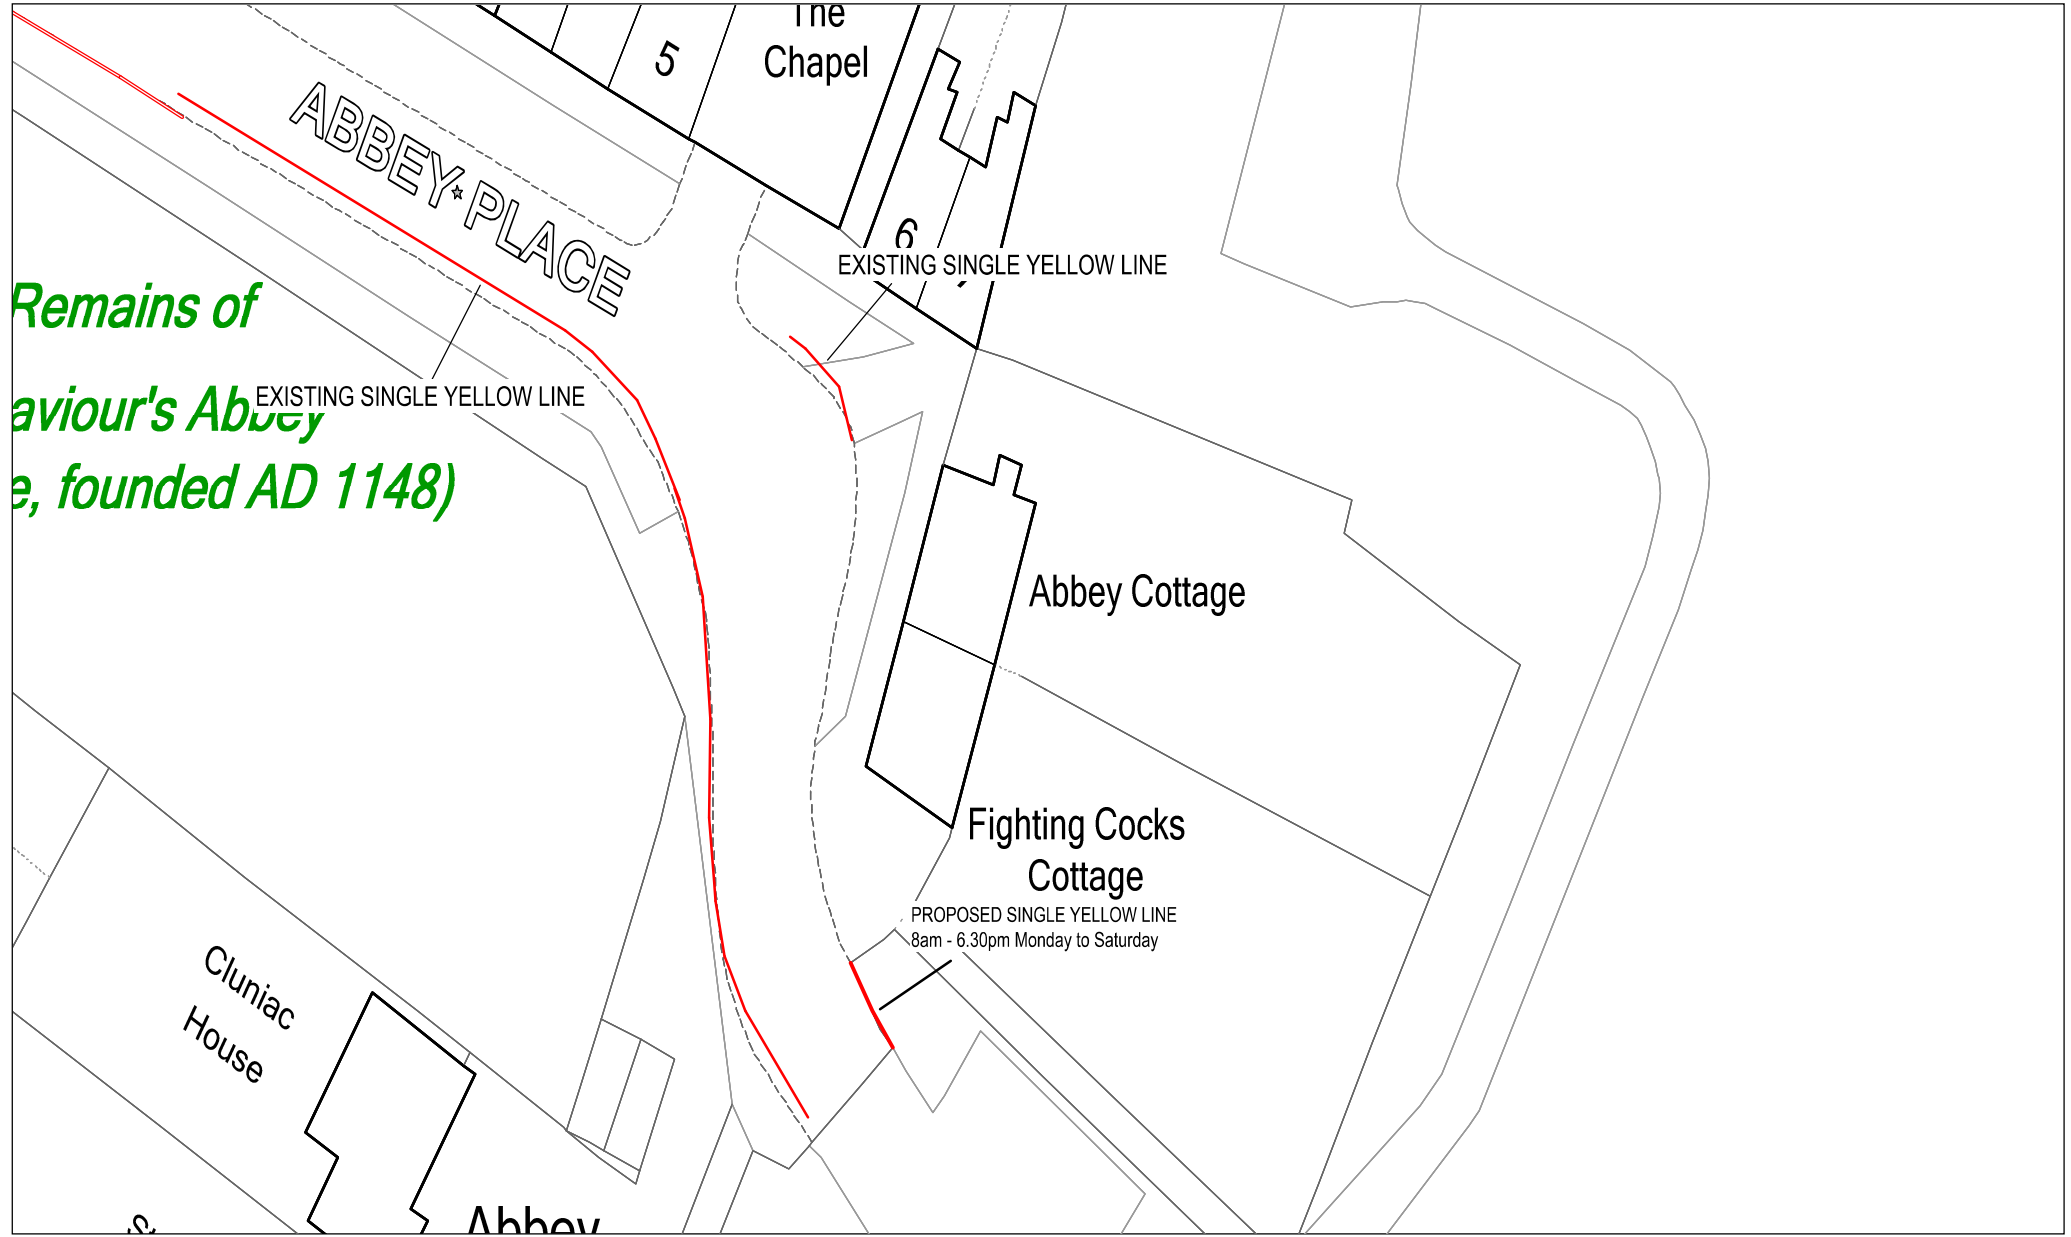 The
Chapel
5
ABBEY PLACE
6
EXISTING SINGLE YELLOW LINE
Remains of
EXISTING SINGLE YELLOW LINE
aviour's Abbey
e, founded AD 1148)
Abbey Cottage
Fighting Cocks
Cottage
PROPOSED SINGLE YELLOW LINE
8am - 6.30pm Monday to Saturday
Cluniac
House
Abbey